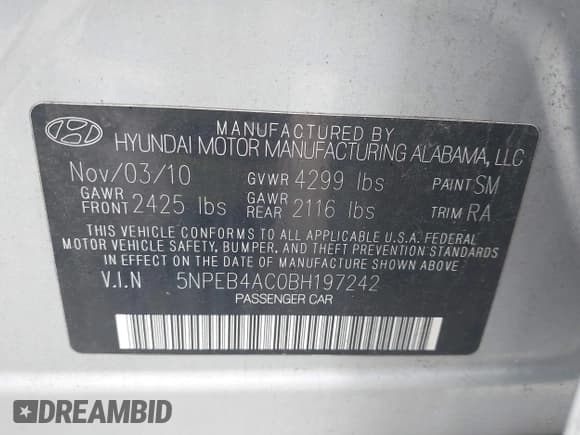 MANUFACTURED BY
HYUNDAI MOTOR MANUFACTURING ALABAMA, LLC
Nov/03/10 GVWR 4299 lbs PAINT SM
GAWR FRONT 2425 lbs GAWR REAR 2116 lbs TRIM RA
THIS VEHICLE CONFORMS TO ALL APPLICABLE U.S.A. FEDERAL
MOTOR VEHICLE SAFETY, BUMPER, AND THEFT PREVENTION STANDARDS
IN EFFECT ON THE DATE OF MANUFACTURE SHOWN ABOVE.
V.I.N 5NPEB4AC0BH197242
PASSENGER CAR
DREAMBID